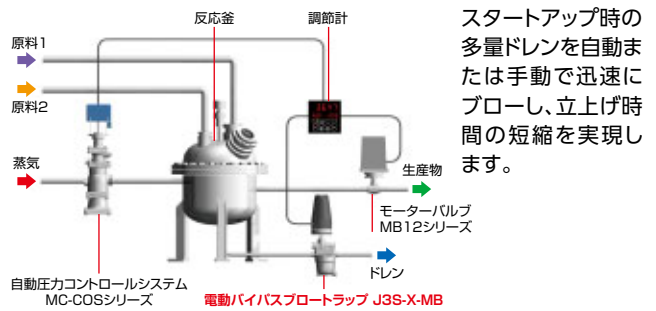 反応釜
調節計
原料1
原料2
蒸気
生産物
モーターバルブ
MB12シリーズ
ドレン
自動圧力コントロールシステム
MC-COSシリーズ
電動バイパスブロートラップ J3S-X-MB
スタートアップ時の
多量ドレンを自動ま
たは手動で迅速に
ブローし、立上げ時
間の短縮を実現し
ます。